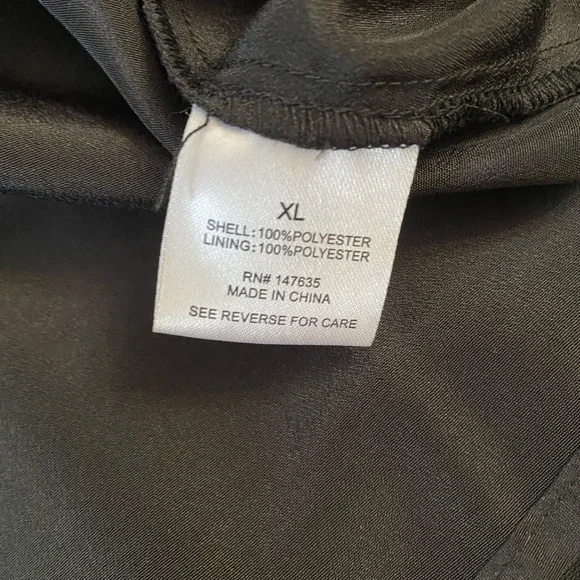 XL
SHELL:100%POLYESTER
LINING:100%POLYESTER
RN# 147635
MADE IN CHINA
SEE REVERSE FOR CARE